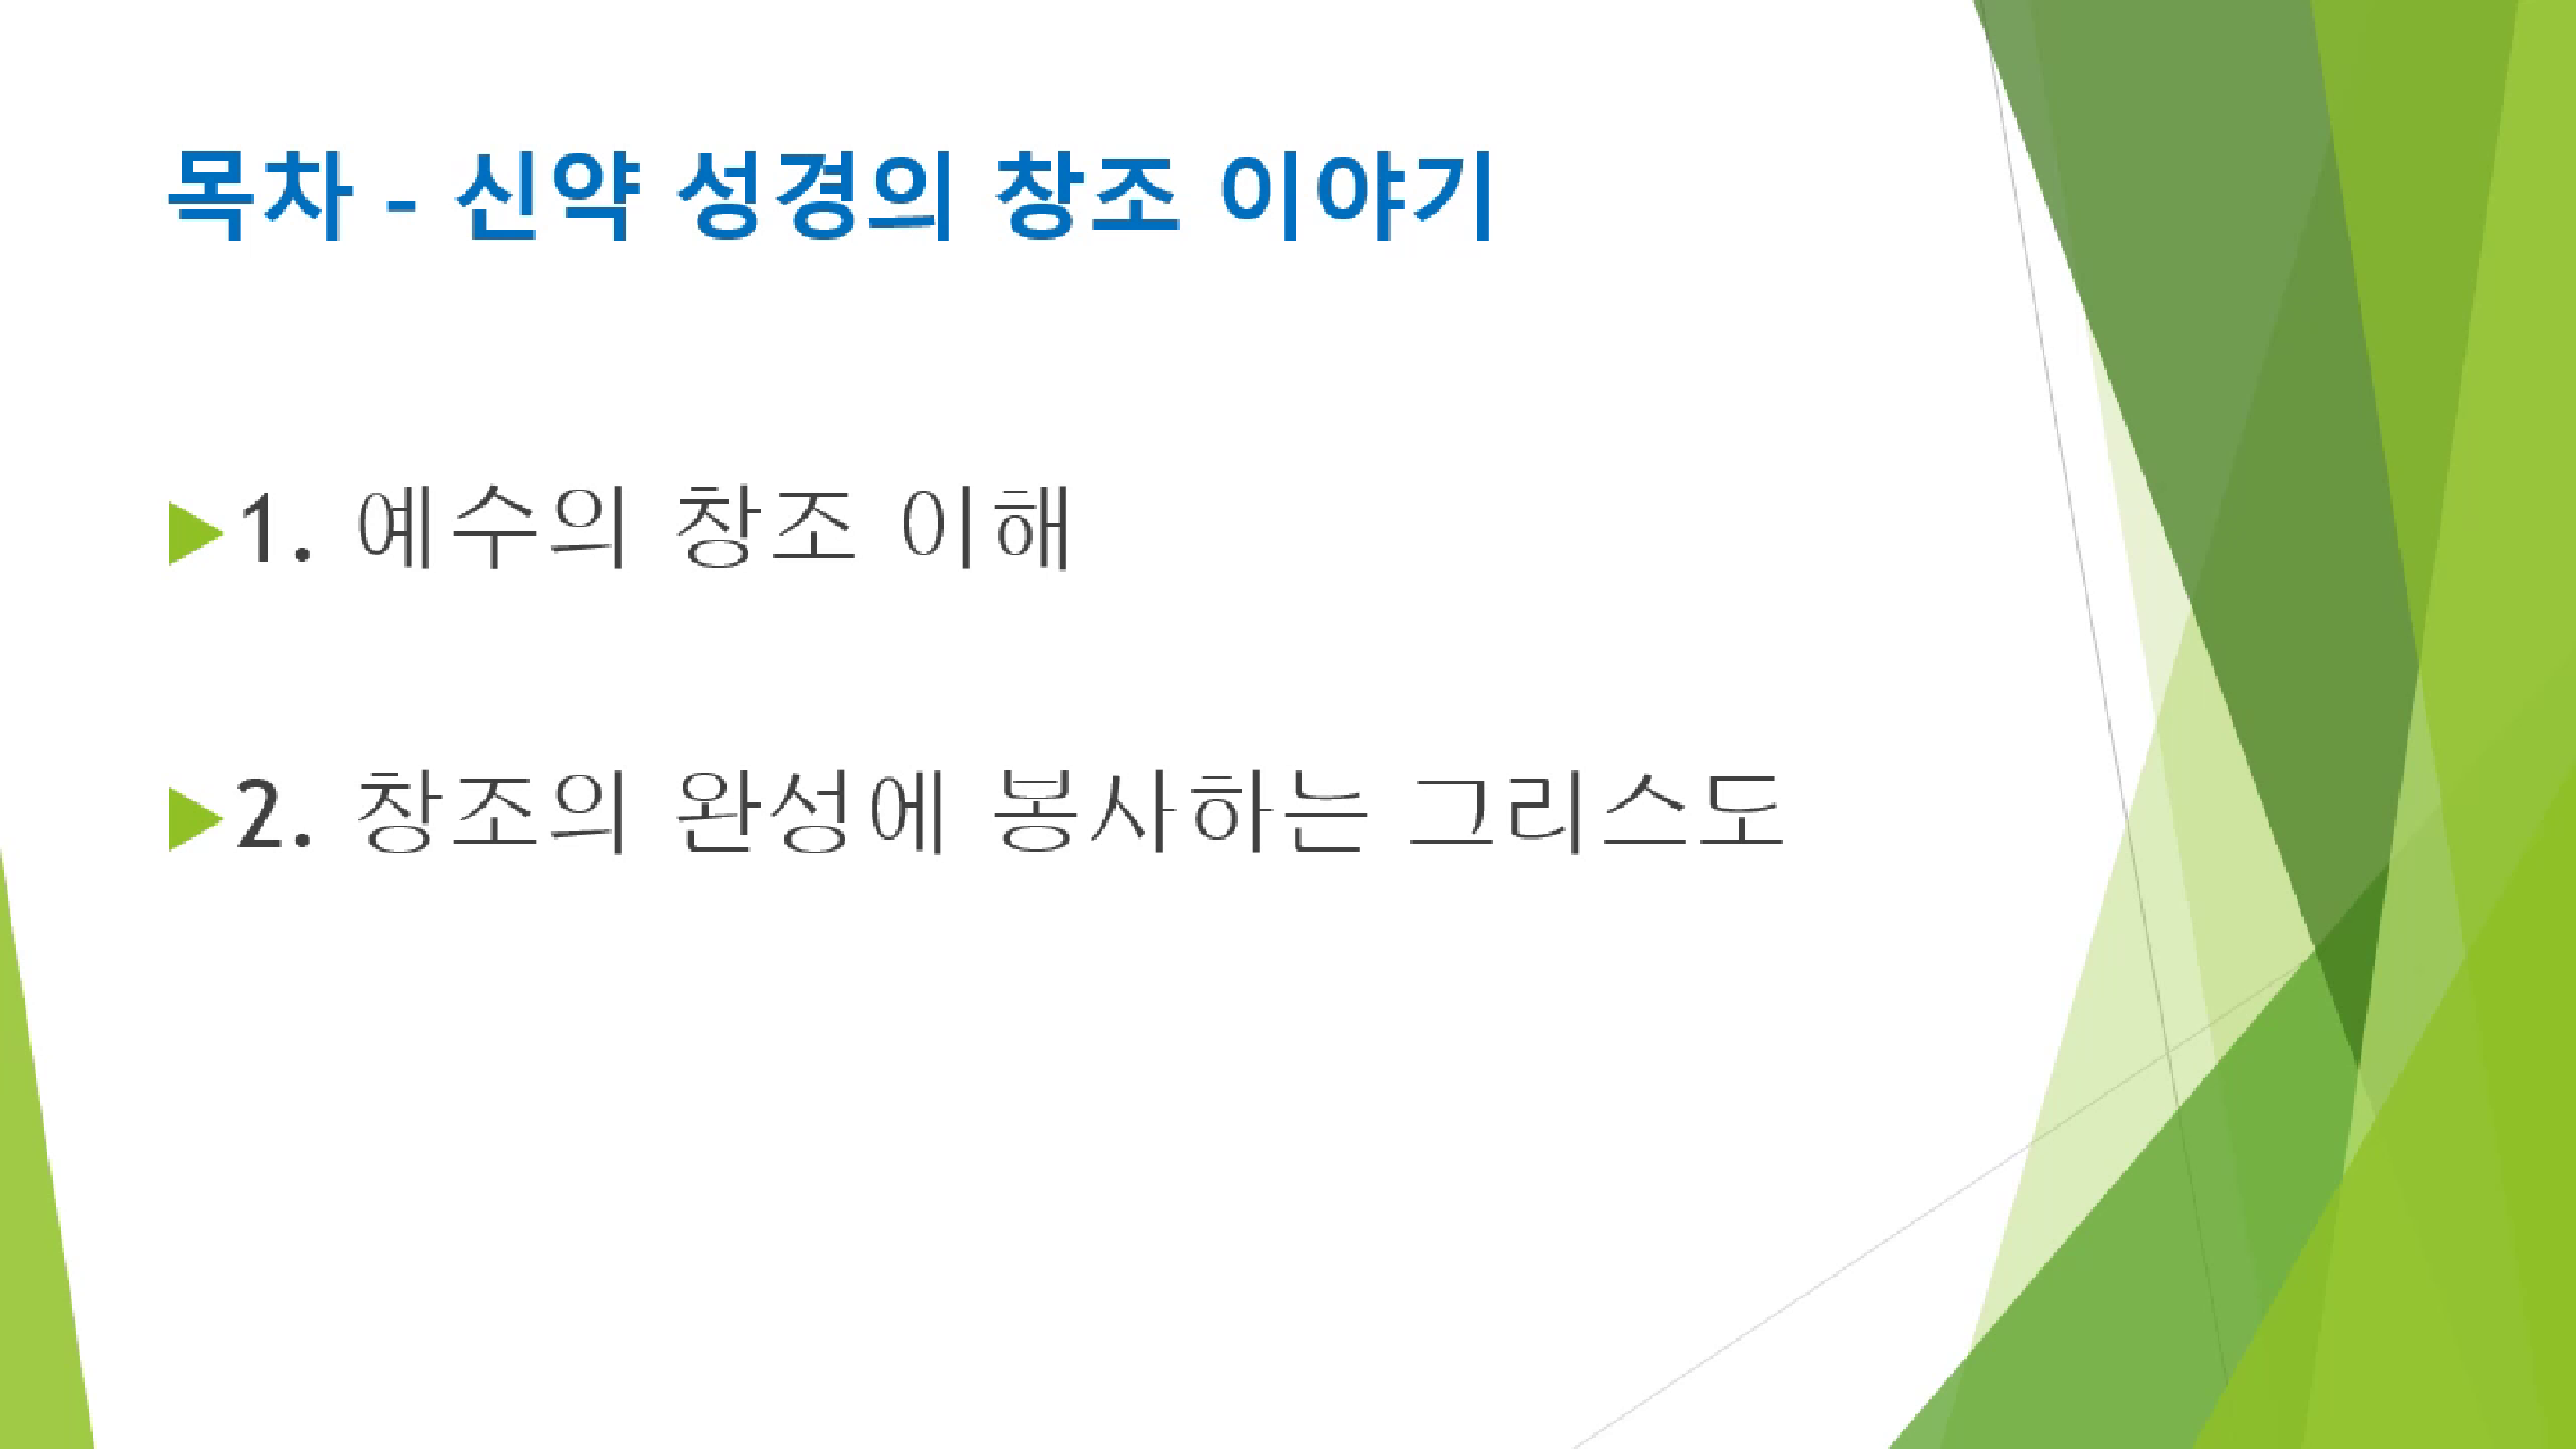 목차 - 신약 성경의 창조 이야기
1. 예수의 창조 이해
2. 창조의 완성에 봉사하는 그리스도